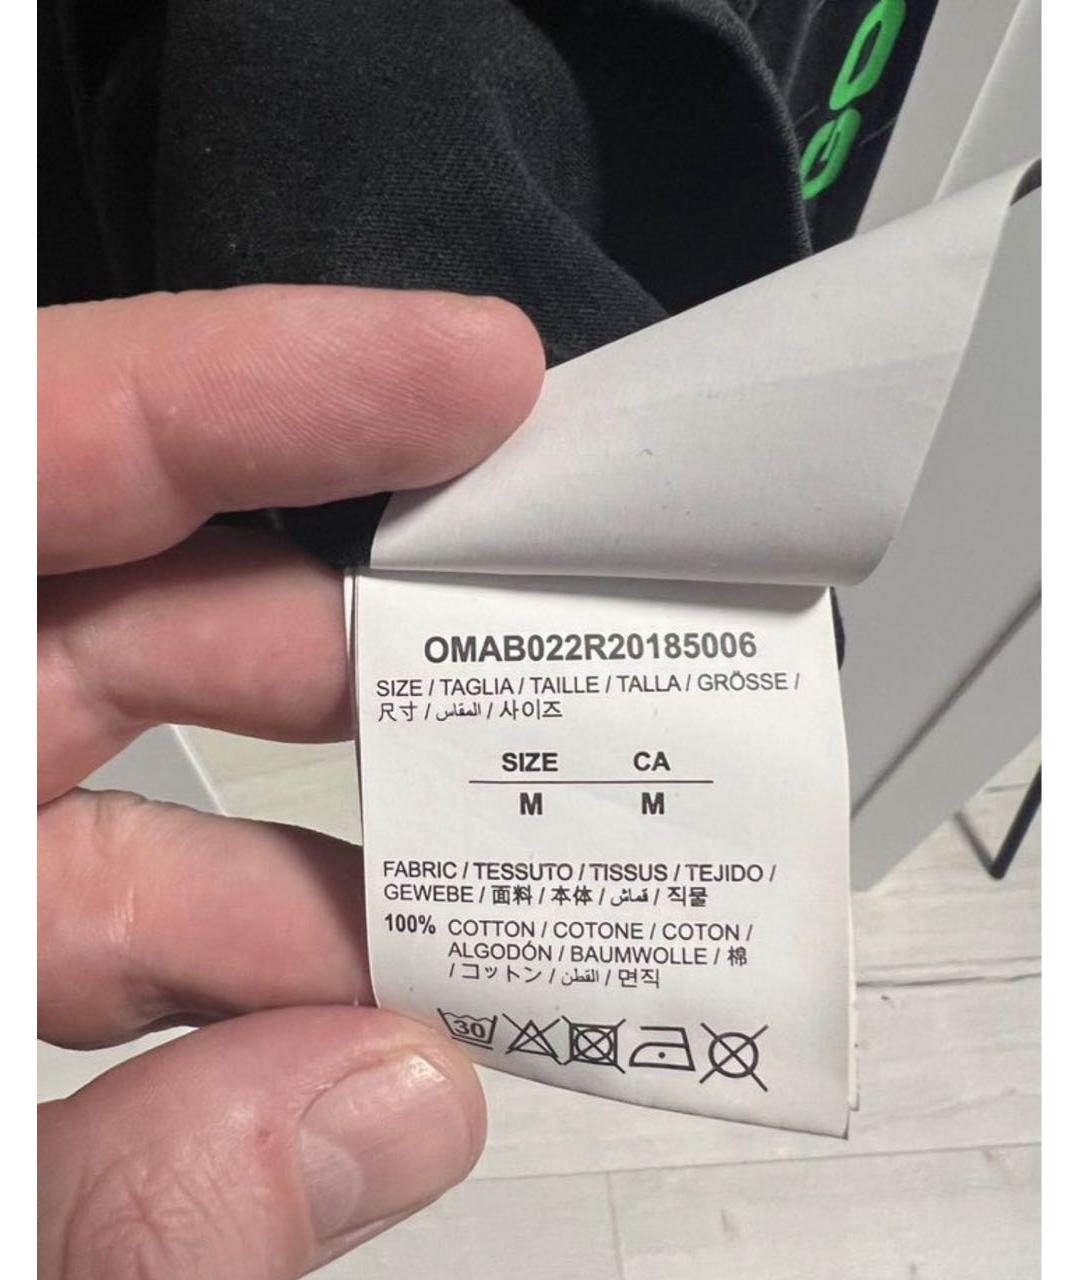 GO
OMAB022R20185006
SIZE / TAGLIA / TAILLE / TALLA / GRÖSSE /
尺寸 / المقاس / 사이즈
SIZE CA
M M
FABRIC / TESSUTO / TISSUS / TEJIDO /
GEWEBE / 面料 / 本体 / قماش / 직물
100% COTTON / COTONE / COTON /
ALGODÓN / BAUMWOLLE / 棉
/ コットン / القطن / 면직
30